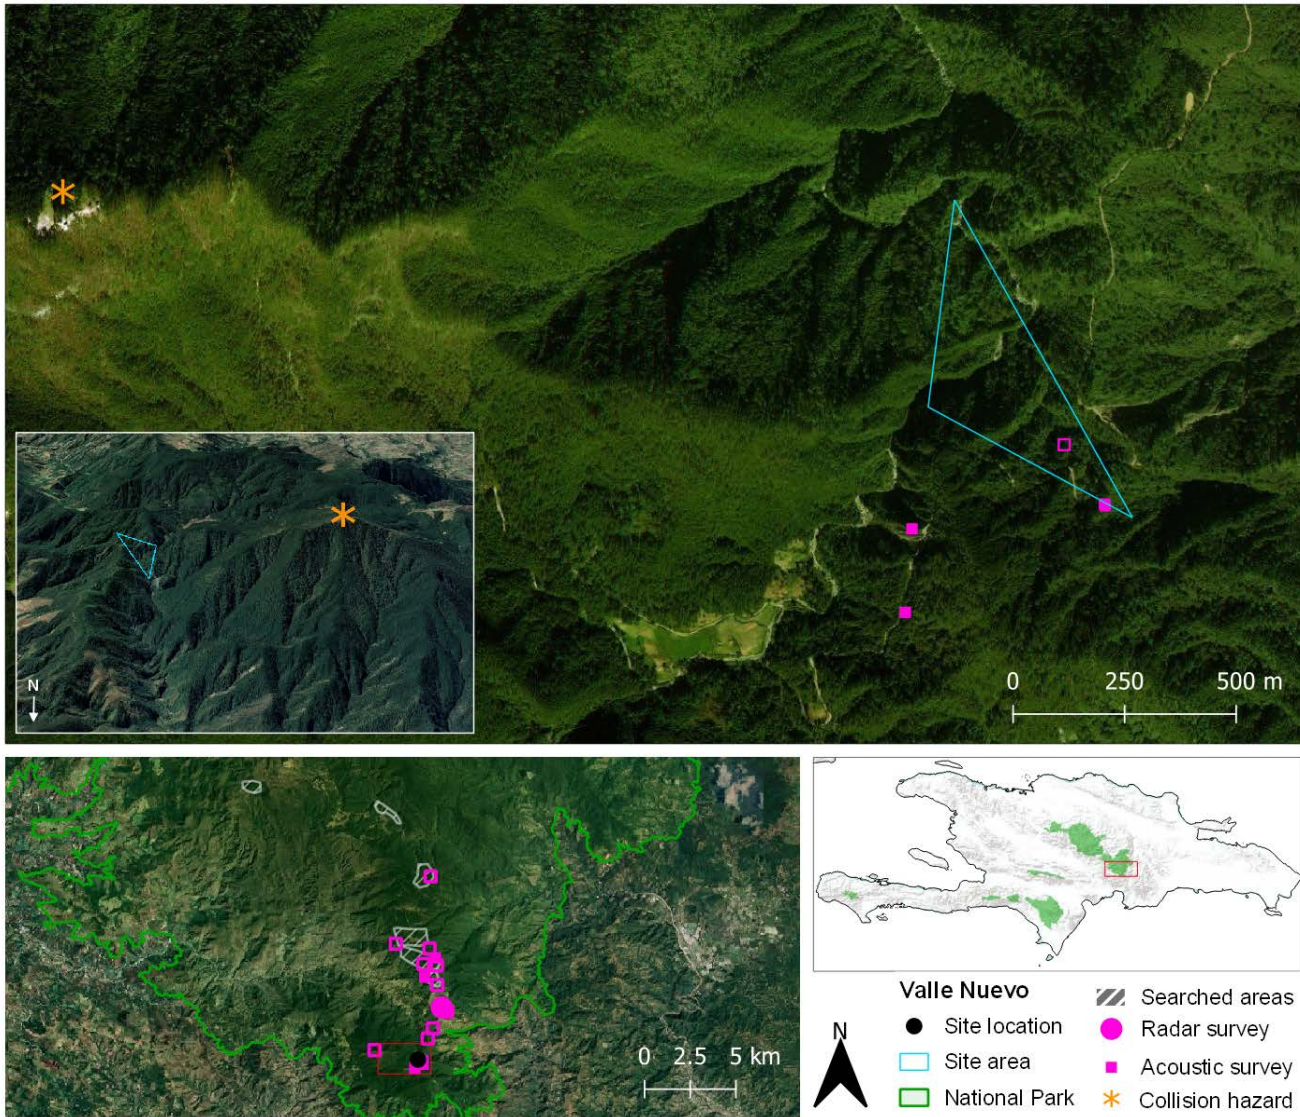 0 250 500 m
N
0 2.5 5 km
Valle Nuevo
N
Site location
Site area
National Park
Searched areas
Radar survey
Acoustic survey
Collision hazard